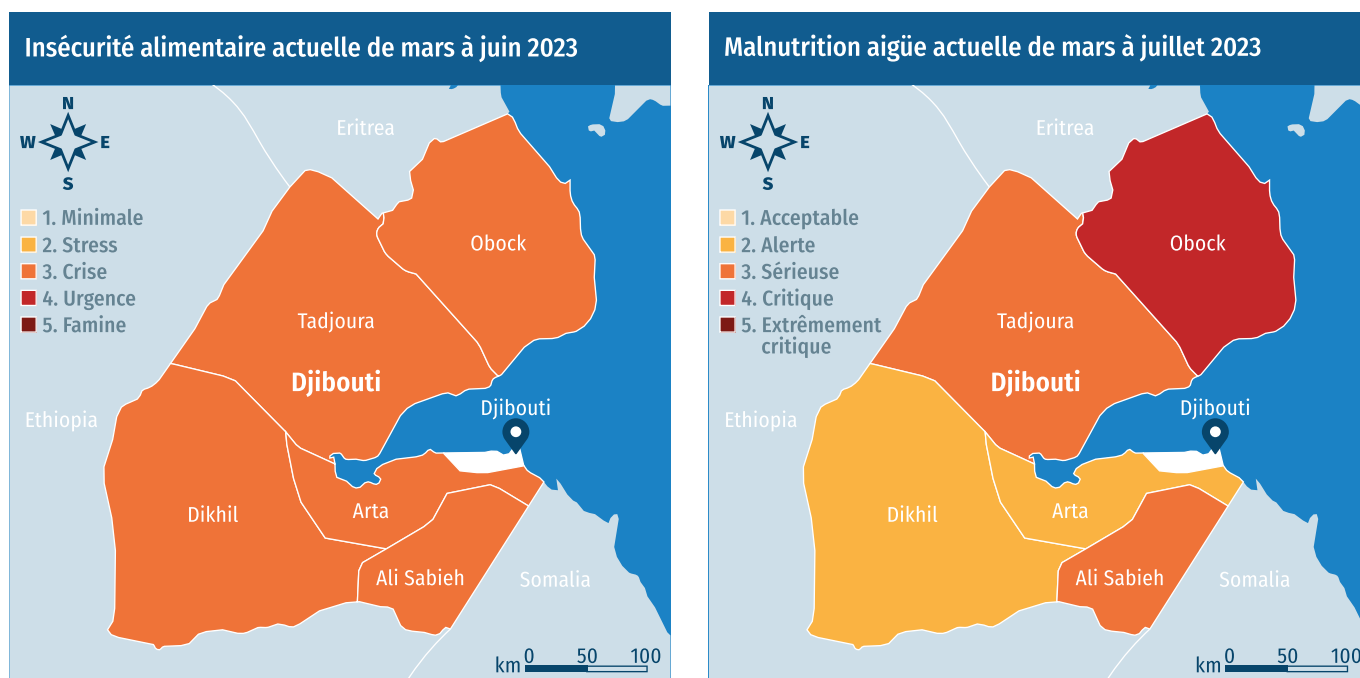 Insécurité alimentaire actuelle de mars à juin 2023
N
W
E
S
Eritrea
1. Minimale
2. Stress
3. Crise
4. Urgence
5. Famine
Obock
Tadjoura
Djibouti
Djibouti
Ethiopia
Dikhil
Arta
Ali Sabieh
Somalia
km 0 50 100
Malnutrition aigüe actuelle de mars à juillet 2023
N
W
E
S
Eritrea
1. Acceptable
2. Alerte
3. Sérieuse
4. Critique
5. Extrêmement
critique
Obock
Tadjoura
Djibouti
Djibouti
Ethiopia
Dikhil
Arta
Ali Sabieh
Somalia
km 0 50 100